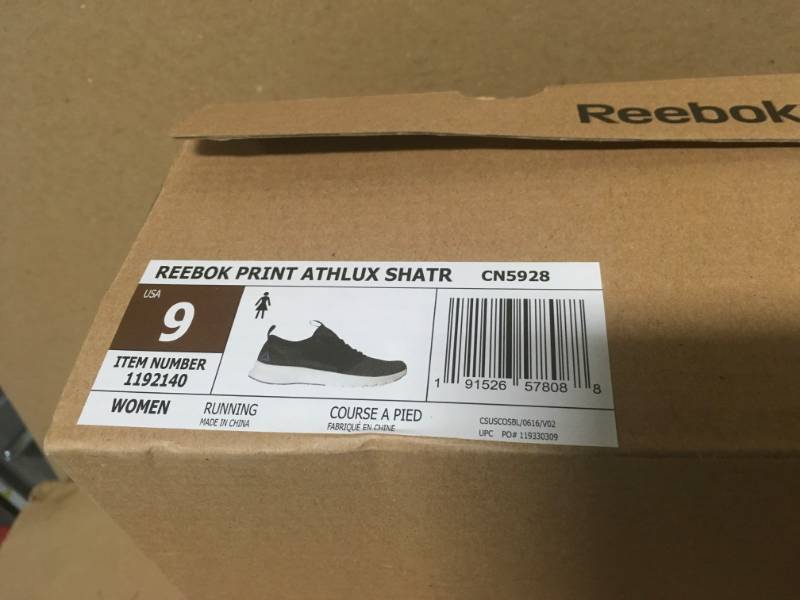 Reebok
REEBOK PRINT ATHLUX SHATR CN5928
USA
9
ITEM NUMBER
1192140
1 91526 57808 8
WOMEN RUNNING COURSE A PIED
MADE IN CHINA FABRIQUÉ EN CHINE
CSUSCOSBL/0616/V02
UPC PO# 119330309